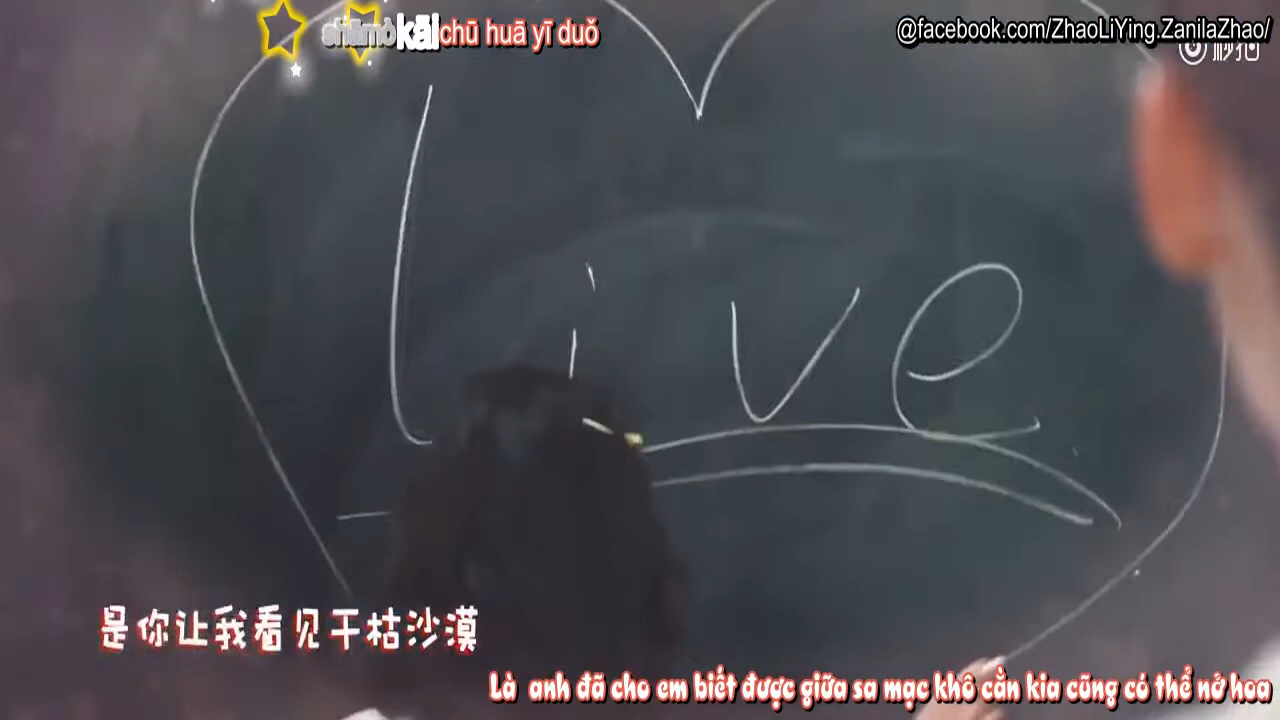 shāmò kāi chū huā yī duǒ
@facebook.com/ZhaoLiYing.ZanilaZhao/
秒拍
live
是你让我看见干枯沙漠
Là anh đã cho em biết được giữa sa mạc khô cằn kia cũng có thể nở hoa